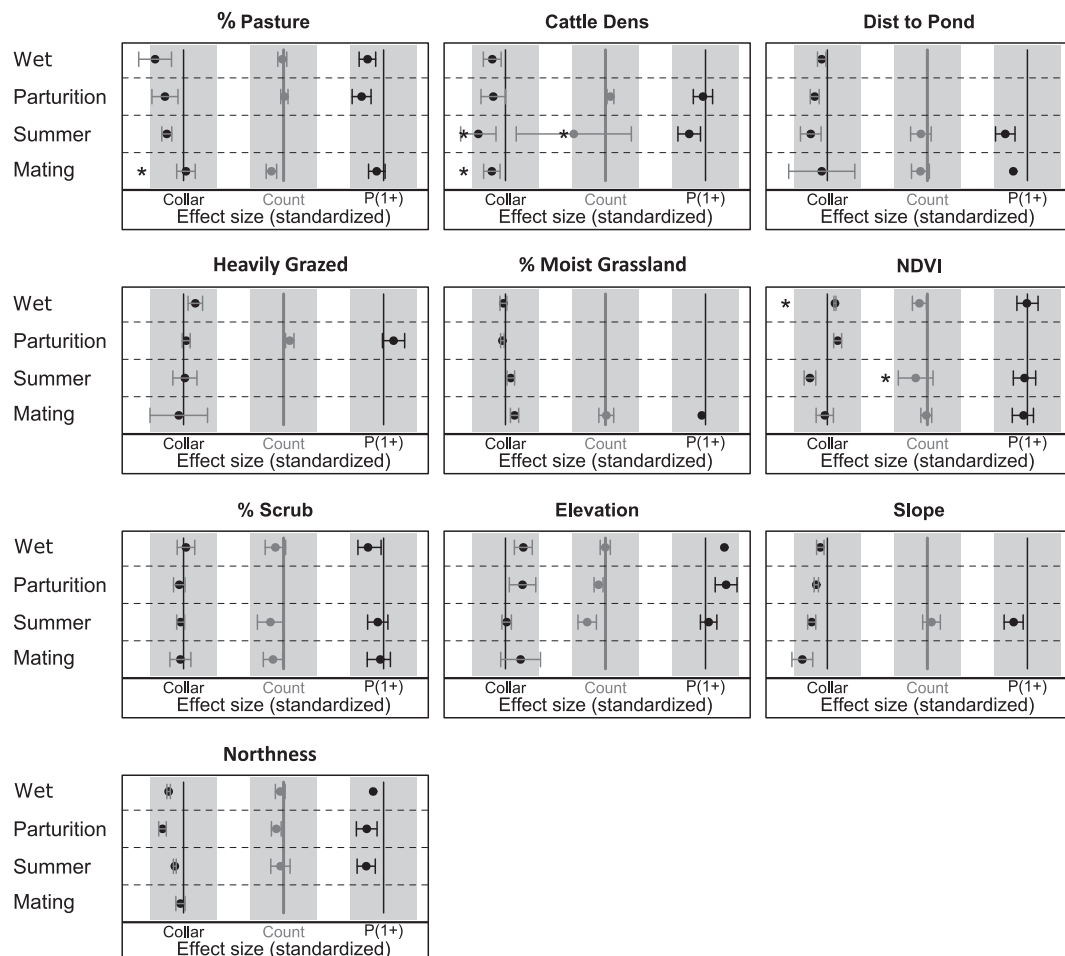 % Pasture Cattle Dens Dist to Pond
Wet
Parturition
Summer * *
Mating * *
Collar Count P(1+) Collar Count P(1+) Collar Count P(1+)
Effect size (standardized) Effect size (standardized) Effect size (standardized)
Heavily Grazed % Moist Grassland NDVI
Wet *
Parturition
Summer *
Mating
Collar Count P(1+) Collar Count P(1+) Collar Count P(1+)
Effect size (standardized) Effect size (standardized) Effect size (standardized)
% Scrub Elevation Slope
Wet
Parturition
Summer
Mating
Collar Count P(1+) Collar Count P(1+) Collar Count P(1+)
Effect size (standardized) Effect size (standardized) Effect size (standardized)
Northness
Wet
Parturition
Summer
Mating
Collar Count P(1+)
Effect size (standardized)